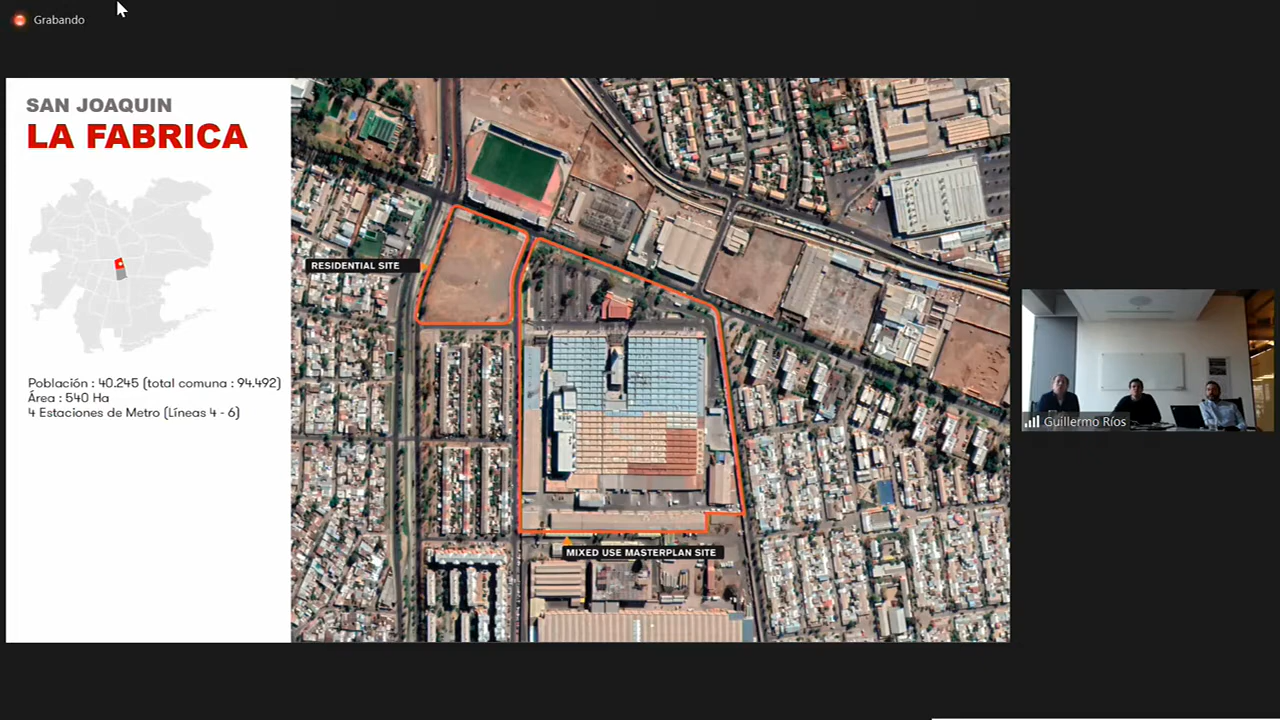 Grabando
SAN JOAQUIN
LA FABRICA
Población : 40.245 (total comuna : 94.492)
Área : 540 Ha
4 Estaciones de Metro (Líneas 4 - 6)
RESIDENTIAL SITE
MIXED USE MASTERPLAN SITE
Guillermo Ríos